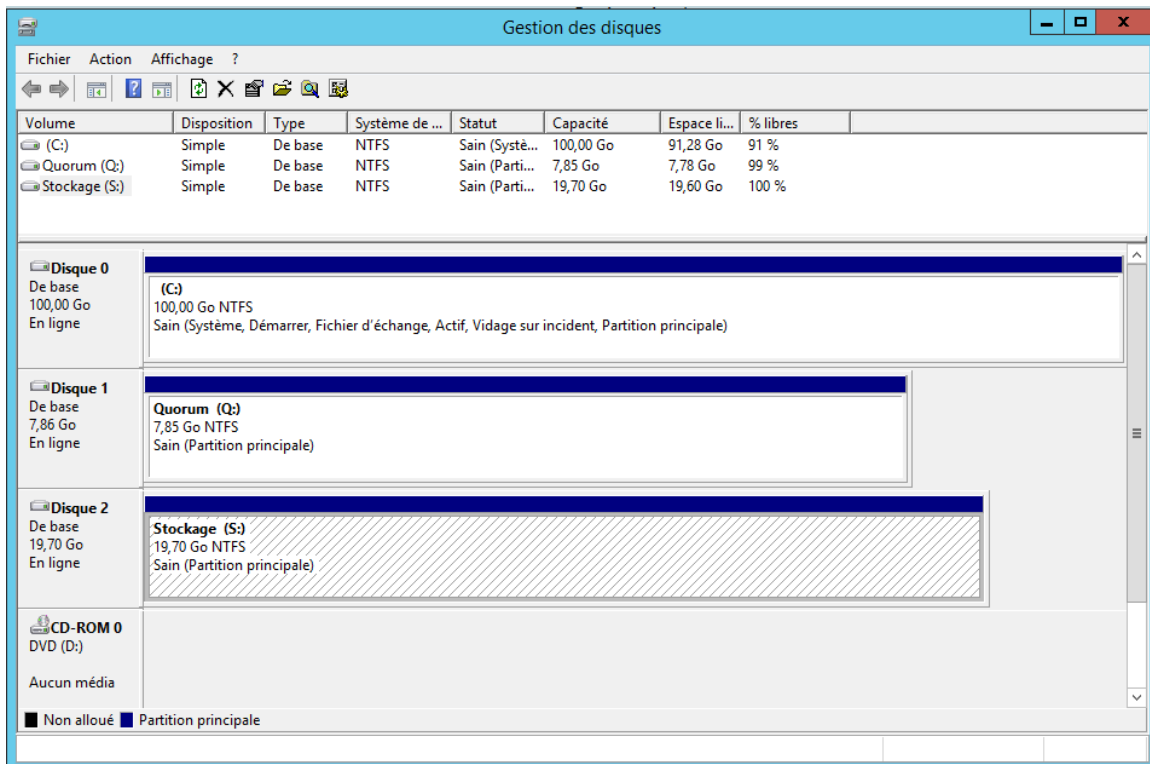 Gestion des disques
Fichier Action Affichage ?
Volume Disposition Type Système de ... Statut Capacité Espace li... % libres
(C:) Simple De base NTFS Sain (Systè... 100,00 Go 91,28 Go 91 %
Quorum (Q:) Simple De base NTFS Sain (Parti... 7,85 Go 7,78 Go 99 %
Stockage (S:) Simple De base NTFS Sain (Parti... 19,70 Go 19,60 Go 100 %
Disque 0
De base
100,00 Go
En ligne
(C:)
100,00 Go NTFS
Sain (Système, Démarrer, Fichier d'échange, Actif, Vidage sur incident, Partition principale)
Disque 1
De base
7,86 Go
En ligne
Quorum (Q:)
7,85 Go NTFS
Sain (Partition principale)
Disque 2
De base
19,70 Go
En ligne
Stockage (S:)
19,70 Go NTFS
Sain (Partition principale)
CD-ROM 0
DVD (D:)
Aucun média
Non alloué Partition principale